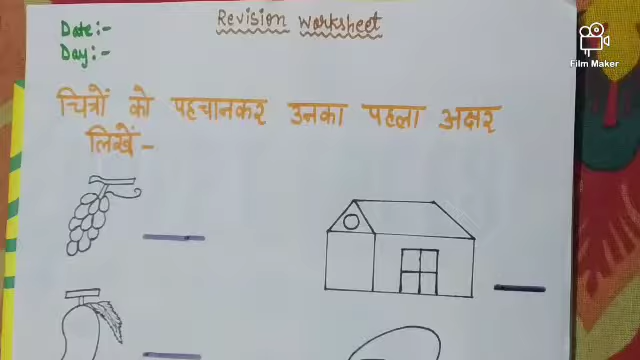 Revision Worksheet
Date:-
Day:-
चित्रों को पहचानकर उनका पहला अक्षर
लिखें-
Film Maker